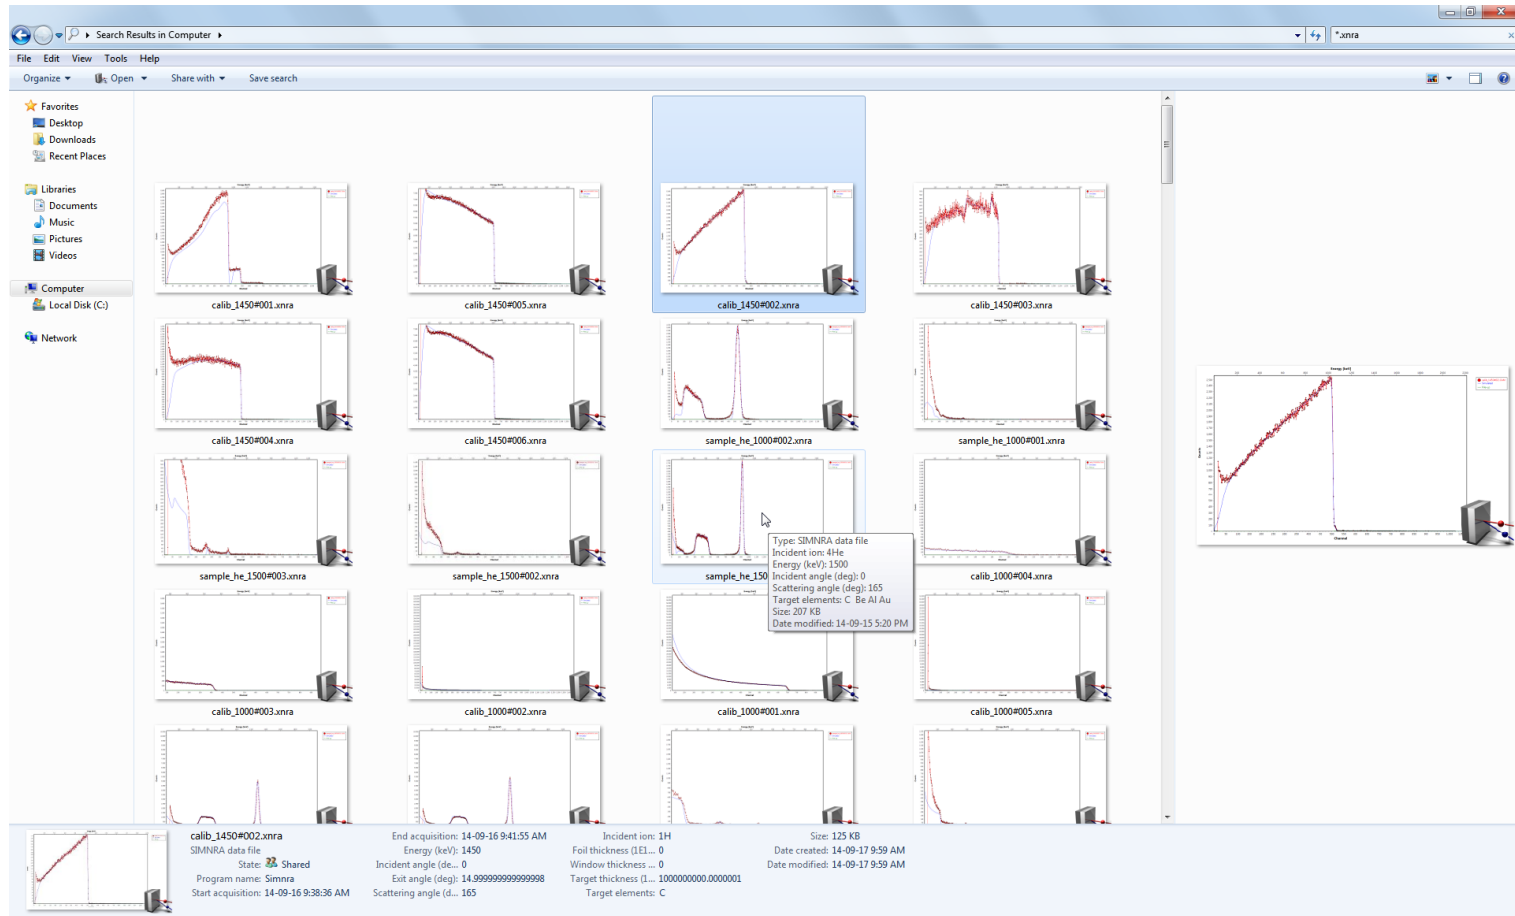 Search Results in Computer
*.xnra
File Edit View Tools Help
Organize Open Share with Save search
Favorites
Desktop
Downloads
Recent Places
Libraries
Documents
Music
Pictures
Videos
Computer
Local Disk (C:)
Network
calib_1450#001.xnra calib_1450#005.xnra calib_1450#002.xnra calib_1450#003.xnra
calib_1450#004.xnra calib_1450#006.xnra sample_he_1000#002.xnra sample_he_1000#001.xnra
sample_he_1500#003.xnra sample_he_1500#002.xnra sample_he_150 calib_1000#004.xnra
Type: SIMNRA data file
Incident ion: 4He
Energy (keV): 1500
Incident angle (deg): 0
Scattering angle (deg): 165
Target elements: C Be Al Au
Size: 207 KB
Date modified: 14-09-15 5:20 PM
calib_1000#003.xnra calib_1000#002.xnra calib_1000#001.xnra calib_1000#005.xnra
Energy [keV]
Channel
calib_1450#002.xnra End acquisition: 14-09-16 9:41:55 AM Incident ion: 1H Size: 125 KB
SIMNRA data file Energy (keV): 1450 Foil thickness (1E1... 0 Date created: 14-09-17 9:59 AM
State: Shared Incident angle (de... 0 Window thickness ... 0 Date modified: 14-09-17 9:59 AM
Program name: Simnra Exit angle (deg): 14.999999999999998 Target thickness (1... 1000000000.0000001
Start acquisition: 14-09-16 9:38:36 AM Scattering angle (d... 165 Target elements: C